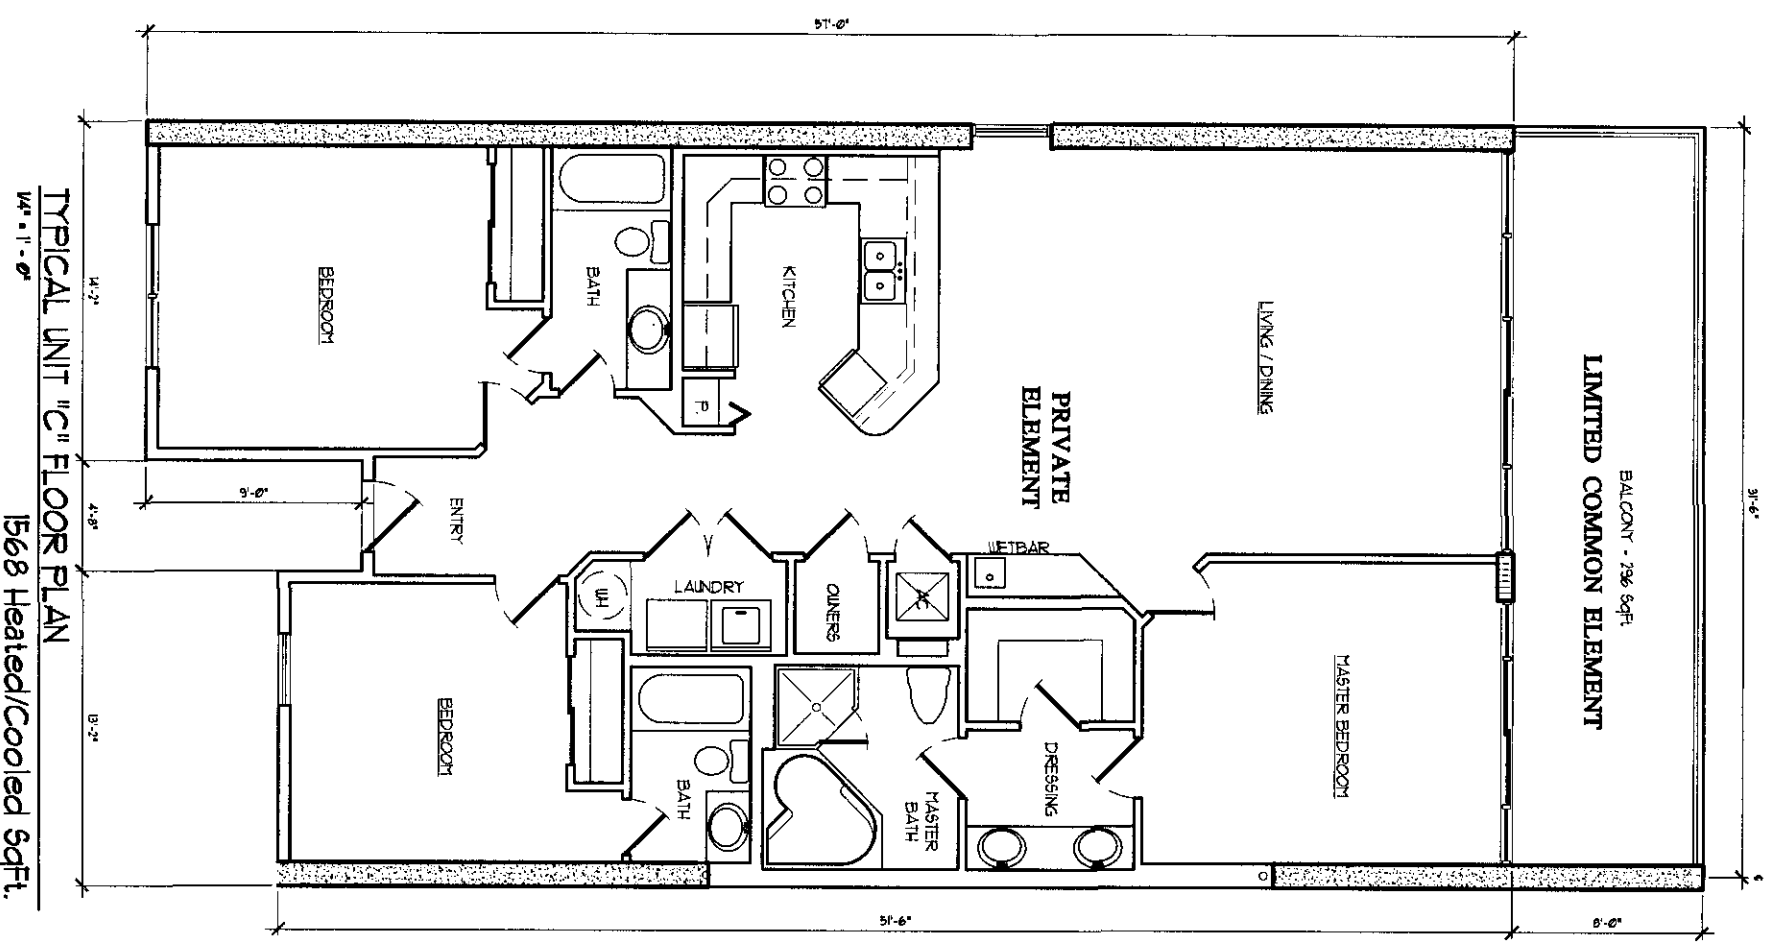 57'-0"
31'-6"
BALCONY - 296 SqFt
LIMITED COMMON ELEMENT
LIVING / DINING
MASTER BEDROOM
PRIVATE
ELEMENT
WETBAR
DRESSING
MASTER
BATH
AC
OWNERS
KITCHEN
P.
LAUNDRY
WH
BATH
BATH
ENTRY
BEDROOM
BEDROOM
9'-0"
14'-2"
4'-8"
13'-2"
51'-6"
8'-0"
TYPICAL UNIT "C" FLOOR PLAN
1/4" = 1'-0"
1568 Heated/Cooled SqFt.